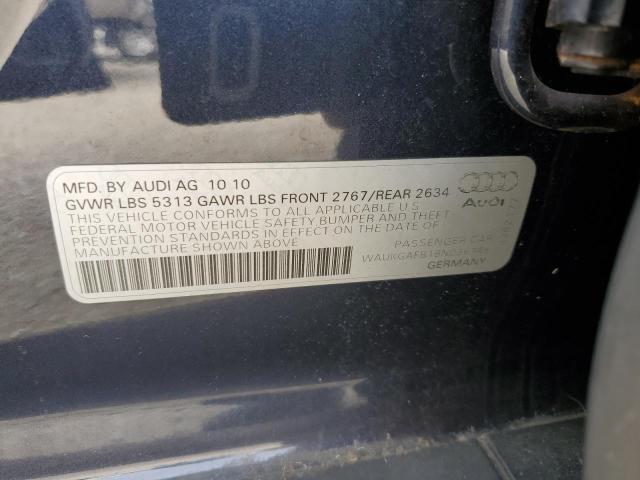 MFD. BY AUDI AG 10 10
GVWR LBS 5313 GAWR LBS FRONT 2767/REAR 2634
THIS VEHICLE CONFORMS TO ALL APPLICABLE U.S.
FEDERAL MOTOR VEHICLE SAFETY, BUMPER AND THEFT
PREVENTION STANDARDS IN EFFECT ON THE DATE OF
MANUFACTURE SHOWN ABOVE
Audi
PASSENGER CAR
GERMANY